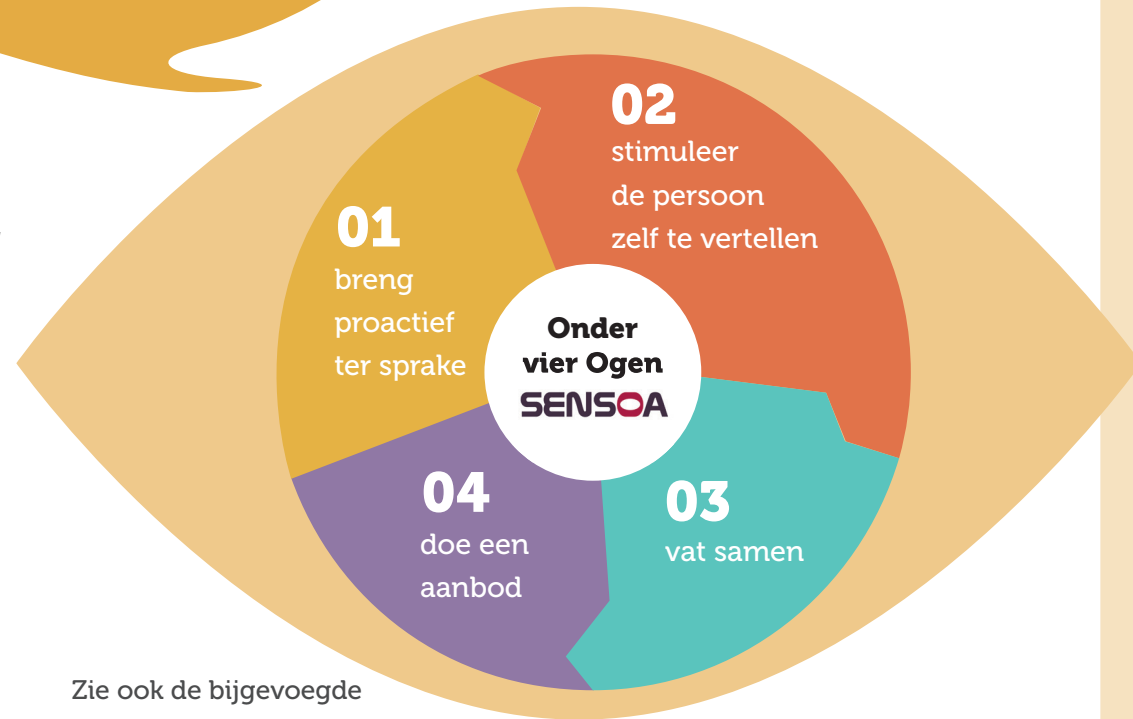 01
breng
proactief
ter sprake
02
stimuleer
de persoon
zelf te vertellen
03
vat samen
04
doe een
aanbod
Onder
vier Ogen
SENSOA
Zie ook de bijgevoegde